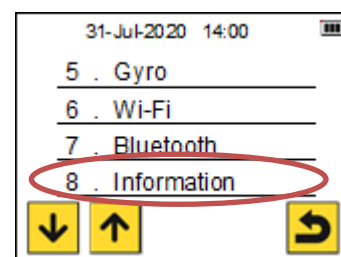 31-Jul-2020 14:00
5 . Gyro
6 . Wi-Fi
7 . Bluetooth
8 . Information